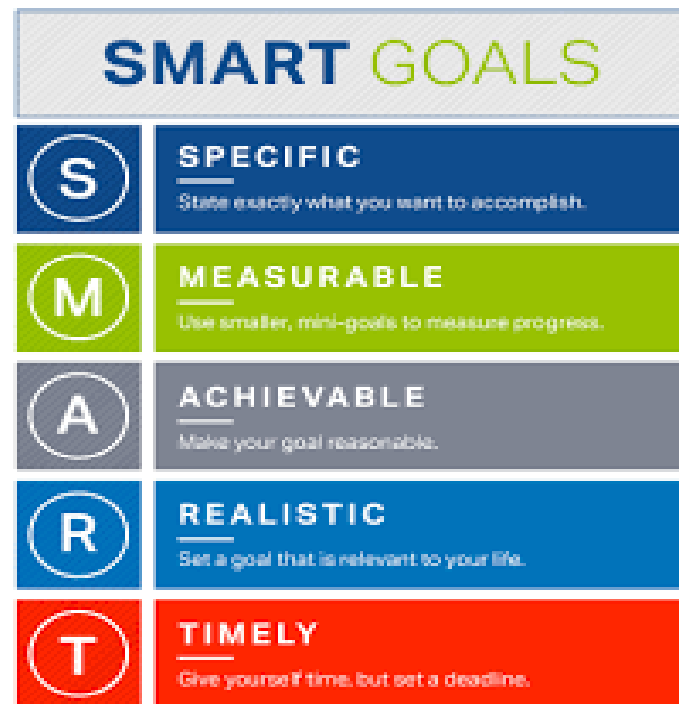 SMART GOALS
S
SPECIFIC
State exactly what you want to accomplish.
M
MEASURABLE
Use smaller, mini-goals to measure progress.
A
ACHIEVABLE
Make your goal reasonable.
R
REALISTIC
Set a goal that is relevant to your life.
T
TIMELY
Give yourself time, but set a deadline.